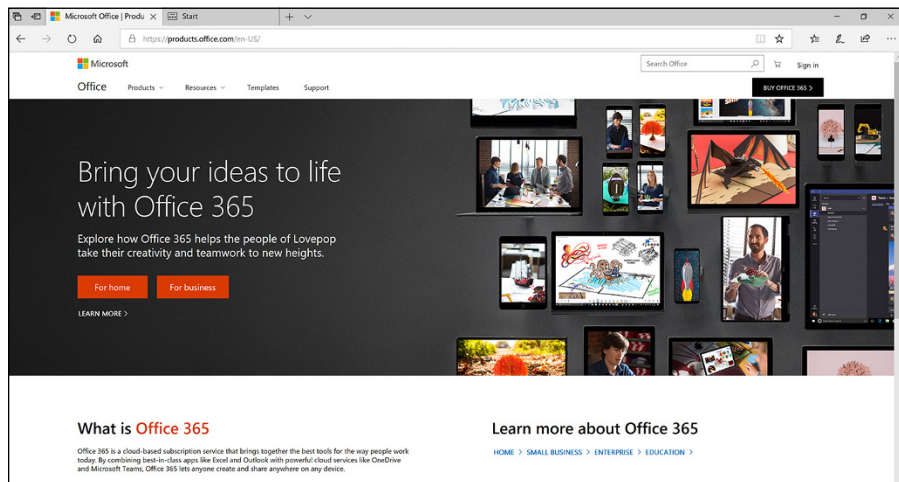 Microsoft Office | Produ
Start
https://products.office.com/en-US/
Microsoft
Search Office
Sign in
Office
Products
Resources
Templates
Support
BUY OFFICE 365 >
Bring your ideas to life
with Office 365
Explore how Office 365 helps the people of Lovepop
take their creativity and teamwork to new heights.
For home
For business
LEARN MORE >
What is Office 365
Office 365 is a cloud-based subscription service that brings together the best tools for the way people work
today. By combining best-in-class apps like Excel and Outlook with powerful cloud services like OneDrive
and Microsoft Teams, Office 365 lets anyone create and share anywhere on any device.
Learn more about Office 365
HOME > SMALL BUSINESS > ENTERPRISE > EDUCATION >